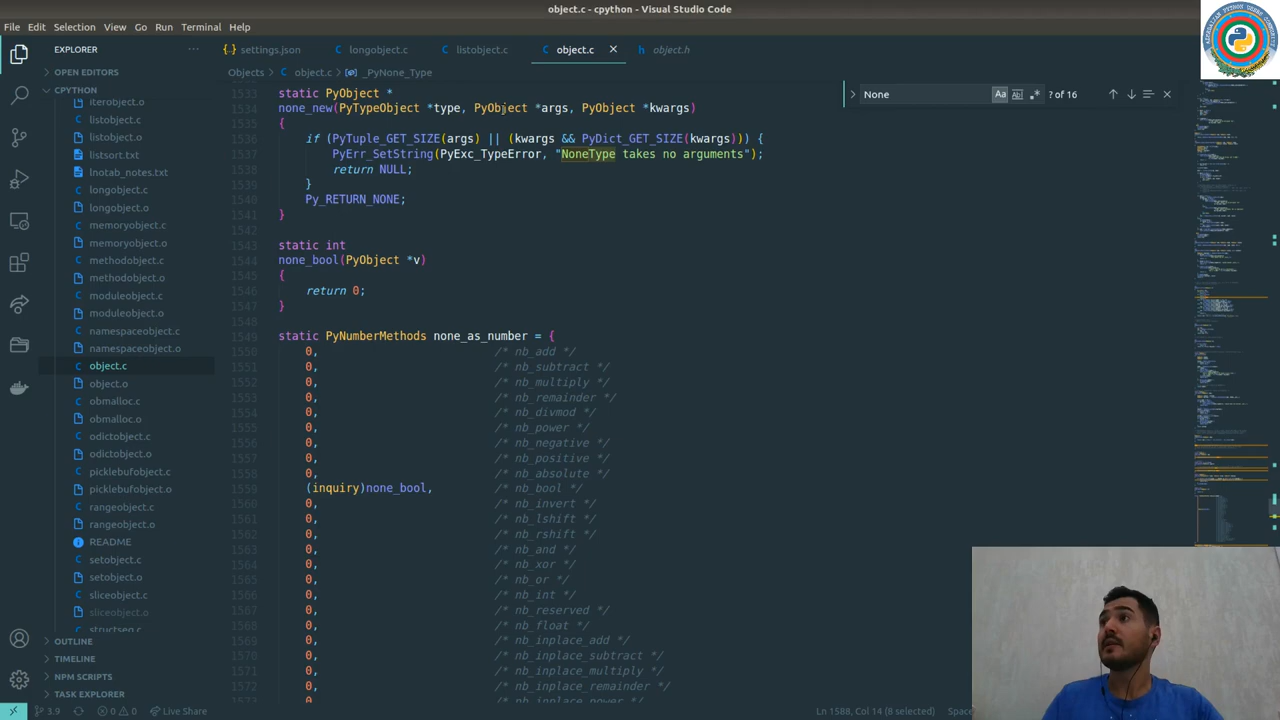 object.c - cpython - Visual Studio Code
File Edit Selection View Go Run Terminal Help
EXPLORER
settings.json
longobject.c
listobject.c
object.c
object.h
OPEN EDITORS
CPYTHON
iterobject.o
listobject.c
listobject.o
listsort.txt
lnotab_notes.txt
longobject.c
longobject.o
memoryobject.c
memoryobject.o
methodobject.c
methodobject.o
moduleobject.c
moduleobject.o
namespaceobject.c
namespaceobject.o
object.c
object.o
obmalloc.c
obmalloc.o
odictobject.c
odictobject.o
picklebufobject.c
picklebufobject.o
rangeobject.c
rangeobject.o
README
setobject.c
setobject.o
sliceobject.c
sliceobject.o
structseq.c
OUTLINE
TIMELINE
NPM SCRIPTS
TASK EXPLORER
Objects > object.c > _PyNone_Type
None
Aa
? of 16
1533 static PyObject *
1534 none_new(PyTypeObject *type, PyObject *args, PyObject *kwargs)
1535 {
1536 if (PyTuple_GET_SIZE(args) || (kwargs && PyDict_GET_SIZE(kwargs))) {
1537 PyErr_SetString(PyExc_TypeError, "NoneType takes no arguments");
1538 return NULL;
1539 }
1540 Py_RETURN_NONE;
1541 }
1542
1543 static int
1544 none_bool(PyObject *v)
1545 {
1546 return 0;
1547 }
1548
1549 static PyNumberMethods none_as_number = {
1550 0, /* nb_add */
1551 0, /* nb_subtract */
1552 0, /* nb_multiply */
1553 0, /* nb_remainder */
1554 0, /* nb_divmod */
1555 0, /* nb_power */
1556 0, /* nb_negative */
1557 0, /* nb_positive */
1558 0, /* nb_absolute */
1559 (inquiry)none_bool, /* nb_bool */
1560 0, /* nb_invert */
1561 0, /* nb_lshift */
1562 0, /* nb_rshift */
1563 0, /* nb_and */
1564 0, /* nb_xor */
1565 0, /* nb_or */
1566 0, /* nb_int */
1567 0, /* nb_reserved */
1568 0, /* nb_float */
1569 0, /* nb_inplace_add */
1570 0, /* nb_inplace_subtract */
1571 0, /* nb_inplace_multiply */
1572 0, /* nb_inplace_remainder */
1573 0, /* nb_inplace_power */
AZERBAIJAN PYTHON USERS COMMUNITY
3.9
0 0
Live Share
Ln 1588, Col 14 (8 selected)